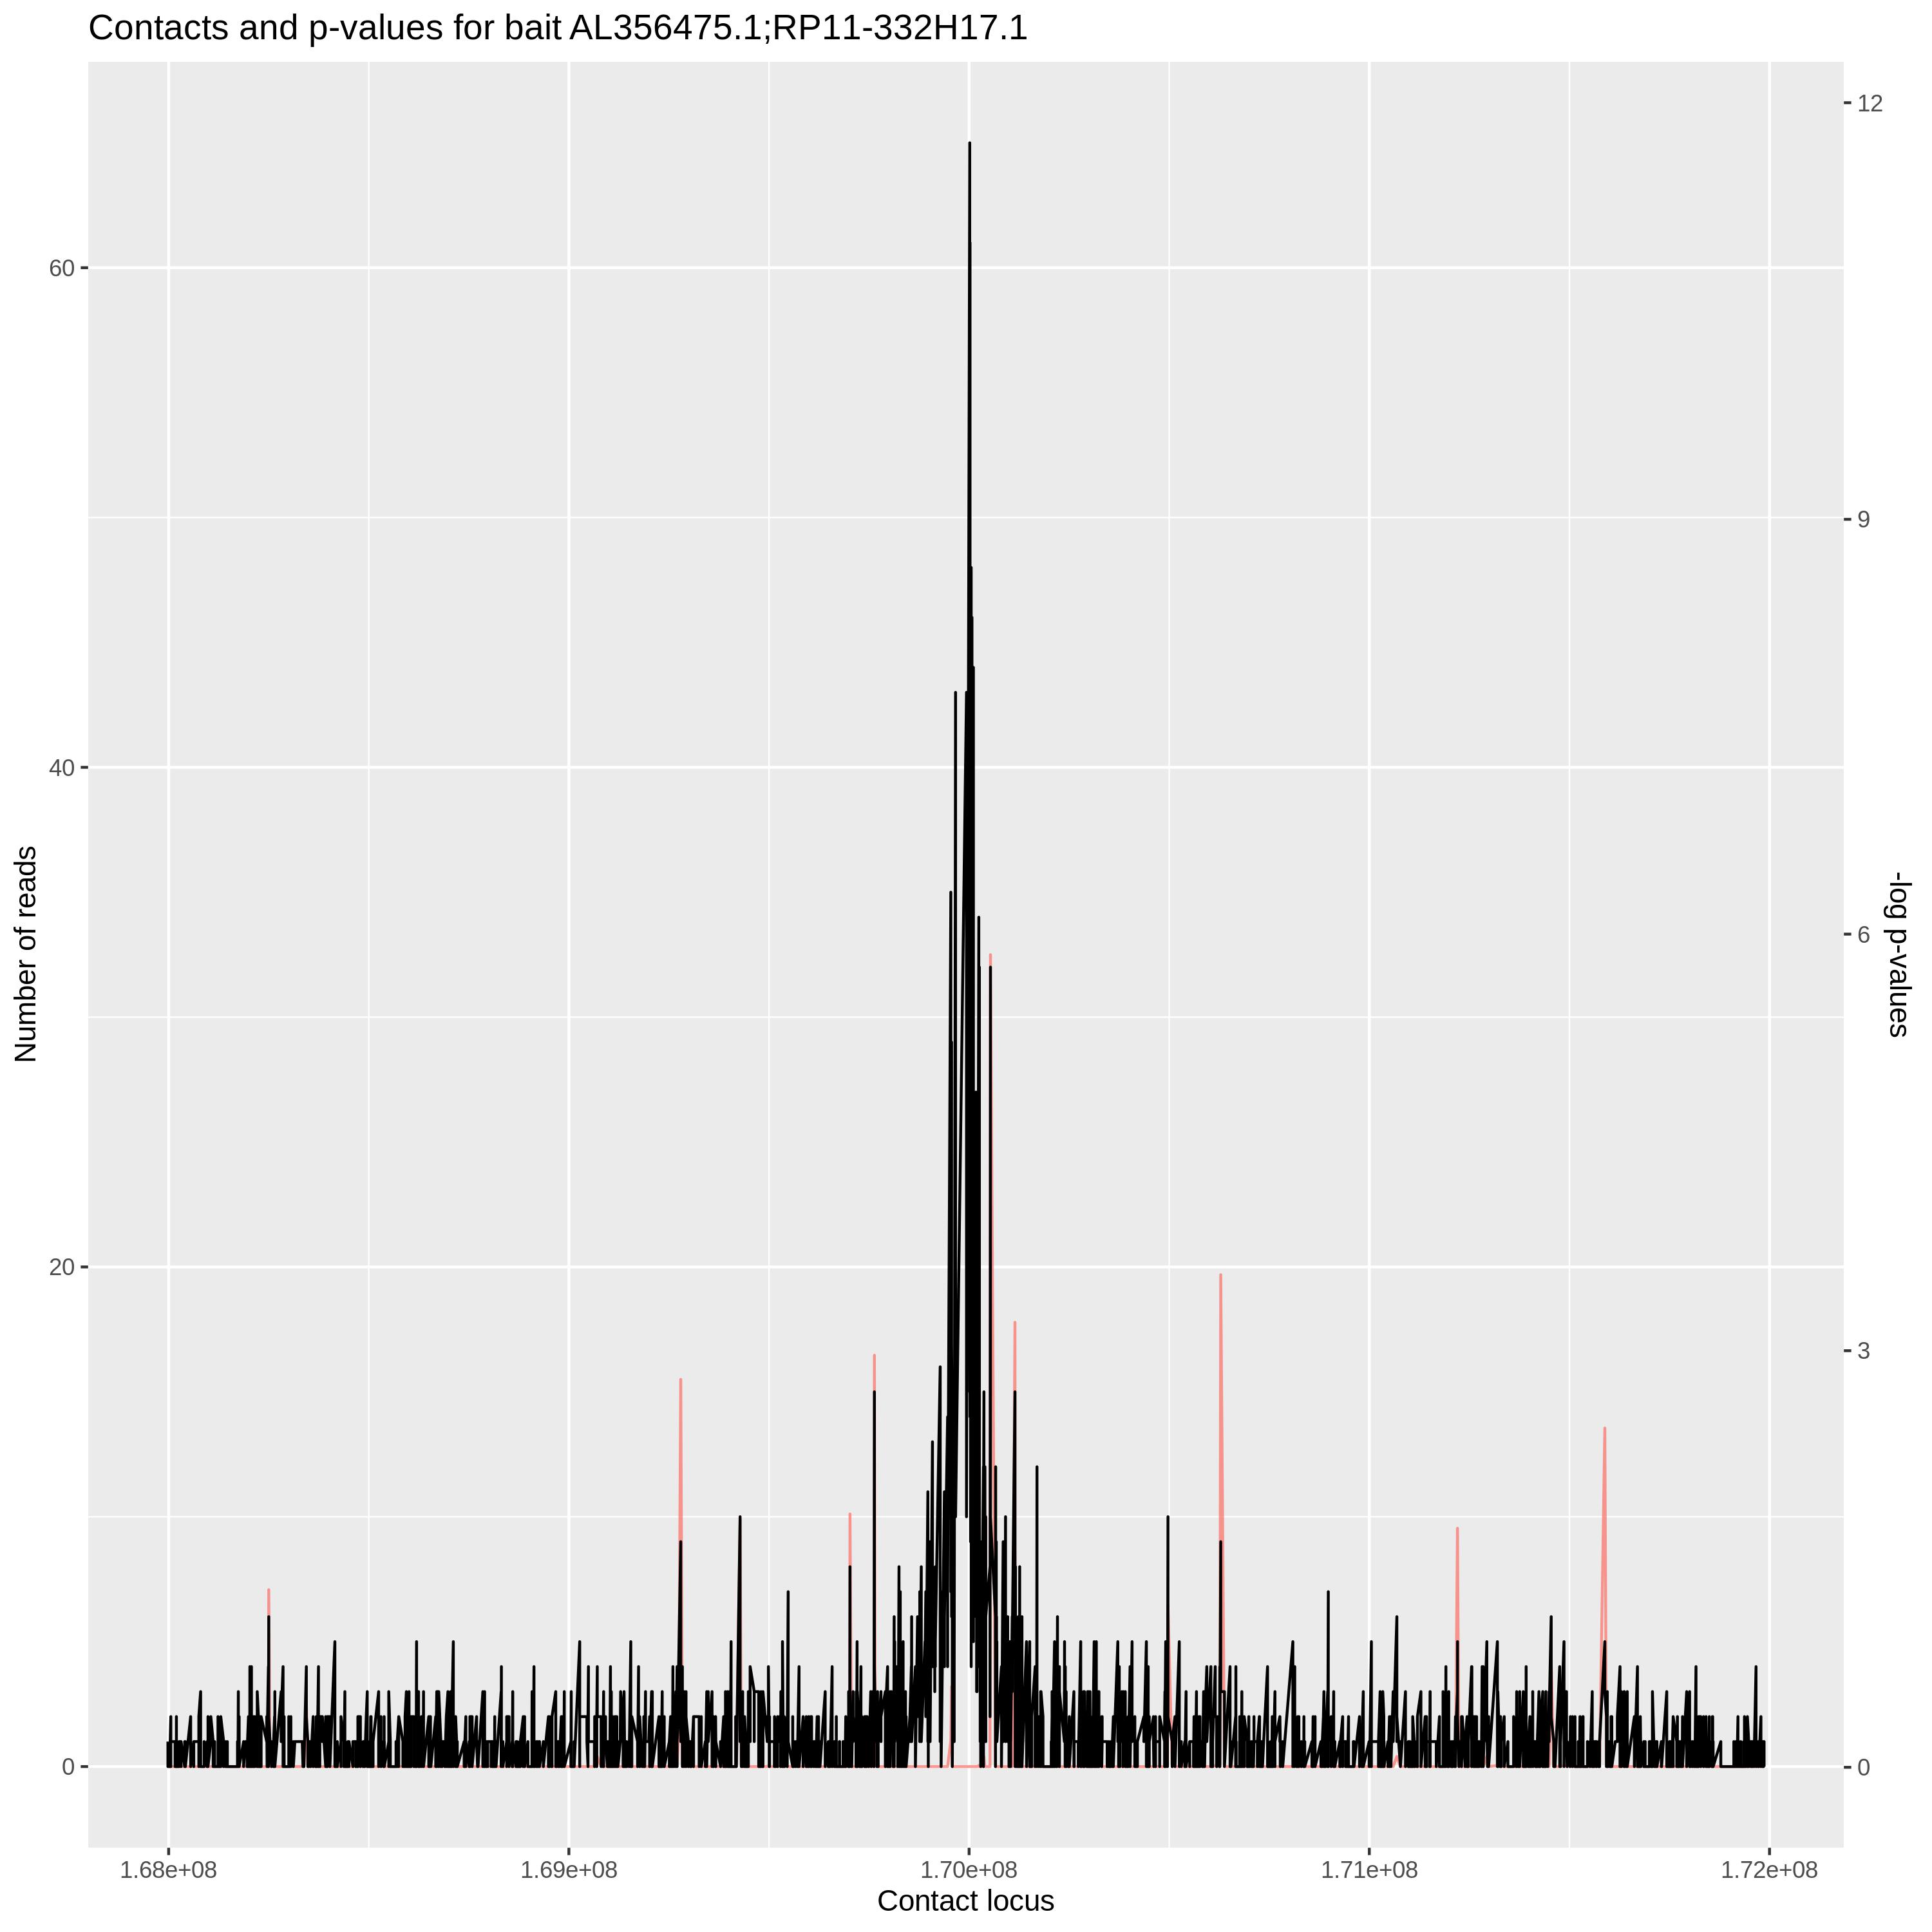 Contacts and p-values for bait AL356475.1;RP11-332H17.1
12
60
9
40
6
Number of reads
-log p-values
20
3
0
0
1.68e+08 1.69e+08 1.70e+08 1.71e+08 1.72e+08
Contact locus